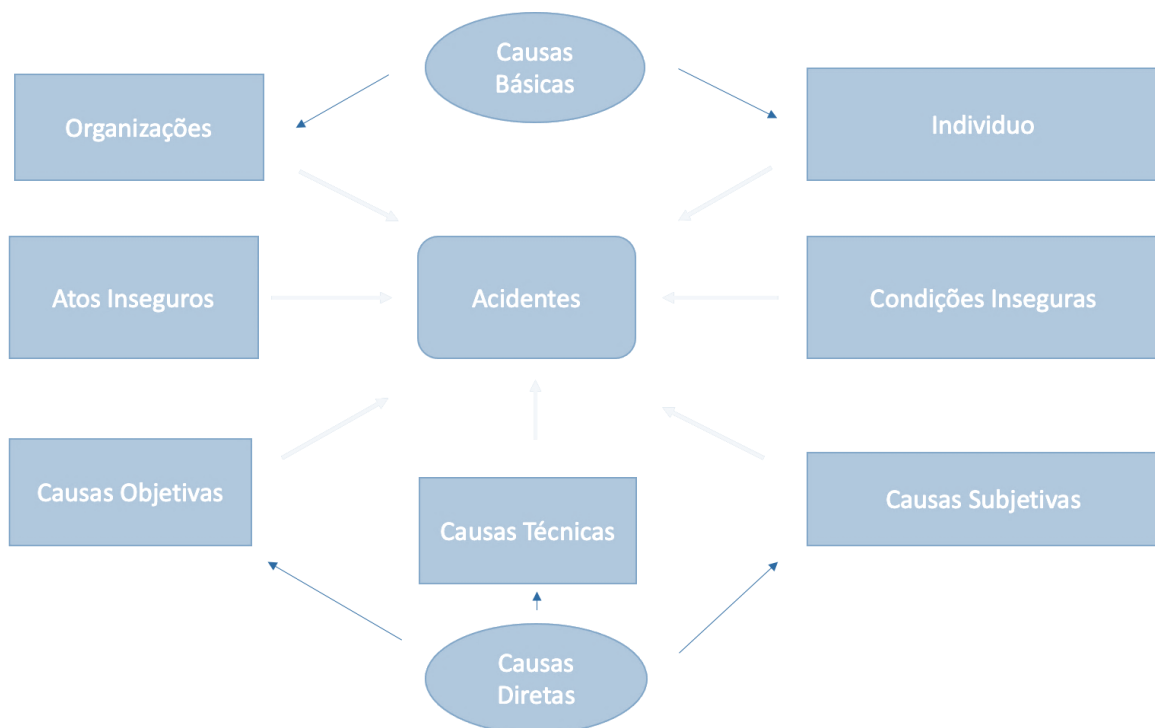 Causas
Básicas
Organizações
Individuo
Atos Inseguros
Acidentes
Condições Inseguras
Causas Objetivas
Causas Técnicas
Causas Subjetivas
Causas
Diretas